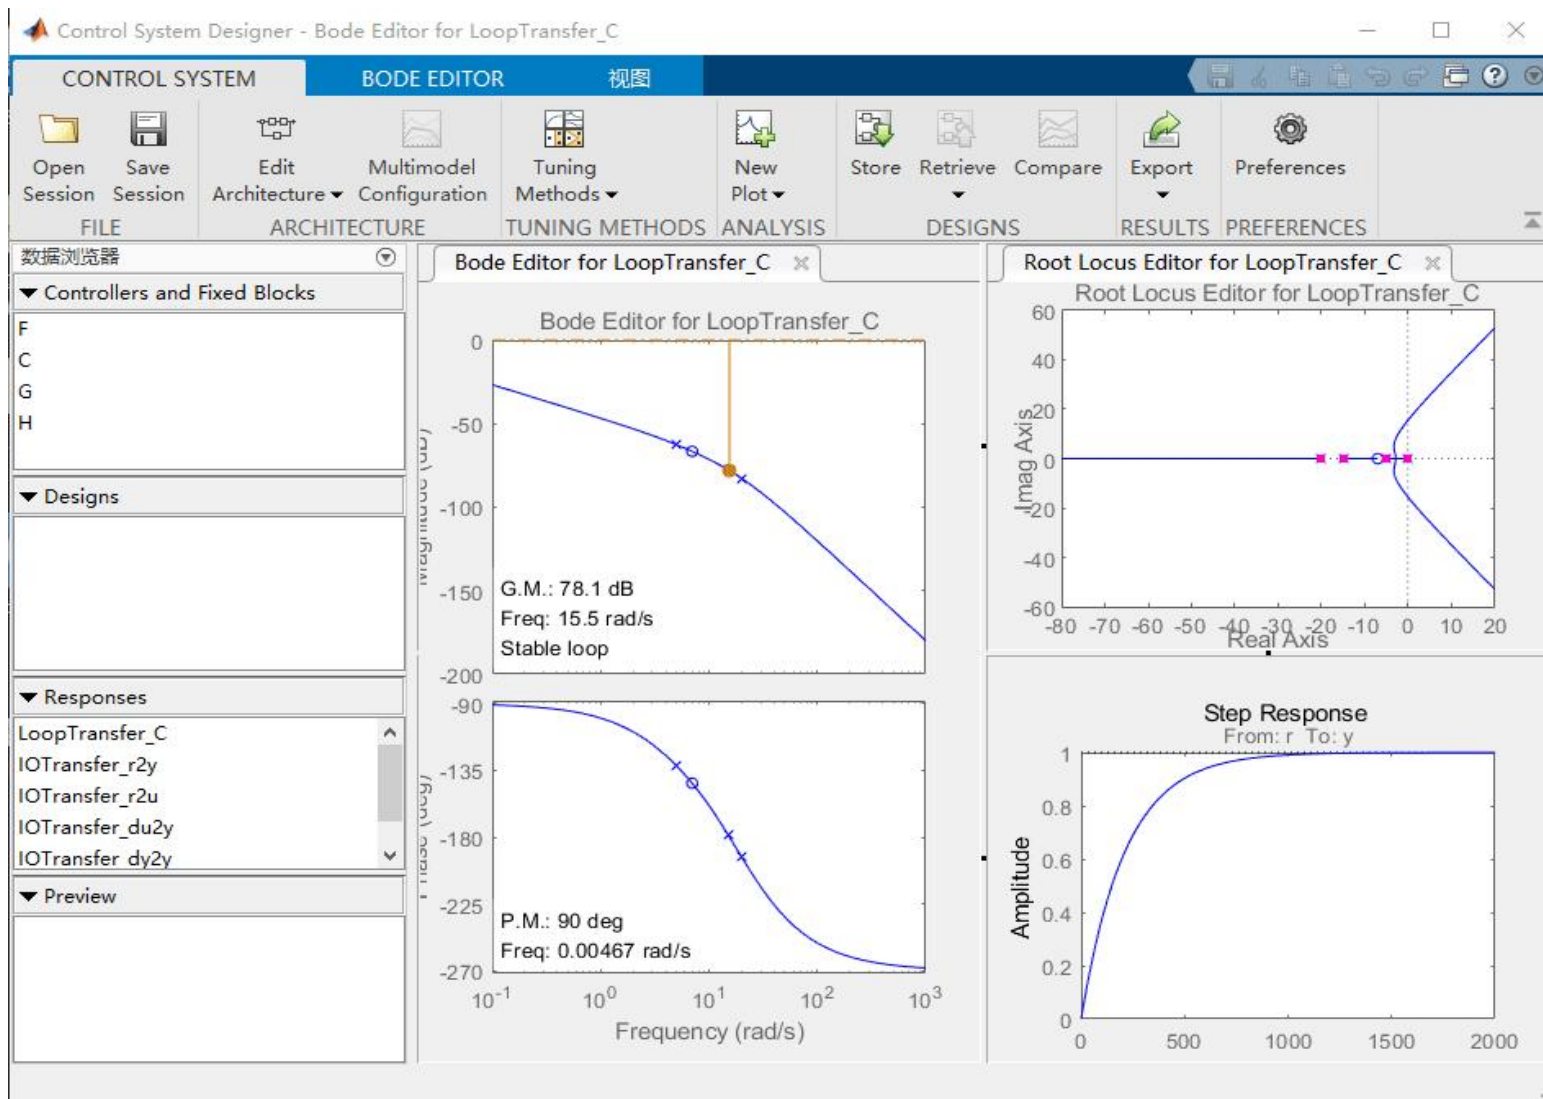 Control System Designer - Bode Editor for LoopTransfer_C
CONTROL SYSTEM
BODE EDITOR
视图
Open Session
Save Session
Edit Architecture
Multimodel Configuration
Tuning Methods
New Plot
Store
Retrieve
Compare
Export
Preferences
FILE
ARCHITECTURE
TUNING METHODS
ANALYSIS
DESIGNS
RESULTS
PREFERENCES
数据浏览器
Controllers and Fixed Blocks
F
C
G
H
Designs
Responses
LoopTransfer_C
IOTransfer_r2y
IOTransfer_r2u
IOTransfer_du2y
IOTransfer_dy2y
Preview
Bode Editor for LoopTransfer_C
Bode Editor for LoopTransfer_C
Magnitude (dB)
0
-50
-100
-150
-200
G.M.: 78.1 dB
Freq: 15.5 rad/s
Stable loop
Phase (deg)
-90
-135
-180
-225
-270
P.M.: 90 deg
Freq: 0.00467 rad/s
10^-1 10^0 10^1 10^2 10^3
Frequency (rad/s)
Root Locus Editor for LoopTransfer_C
Root Locus Editor for LoopTransfer_C
Imag Axis
60
40
20
0
-20
-40
-60
-80 -70 -60 -50 -40 -30 -20 -10 0 10 20
Real Axis
Step Response
From: r To: y
Amplitude
1
0.8
0.6
0.4
0.2
0
0 500 1000 1500 2000